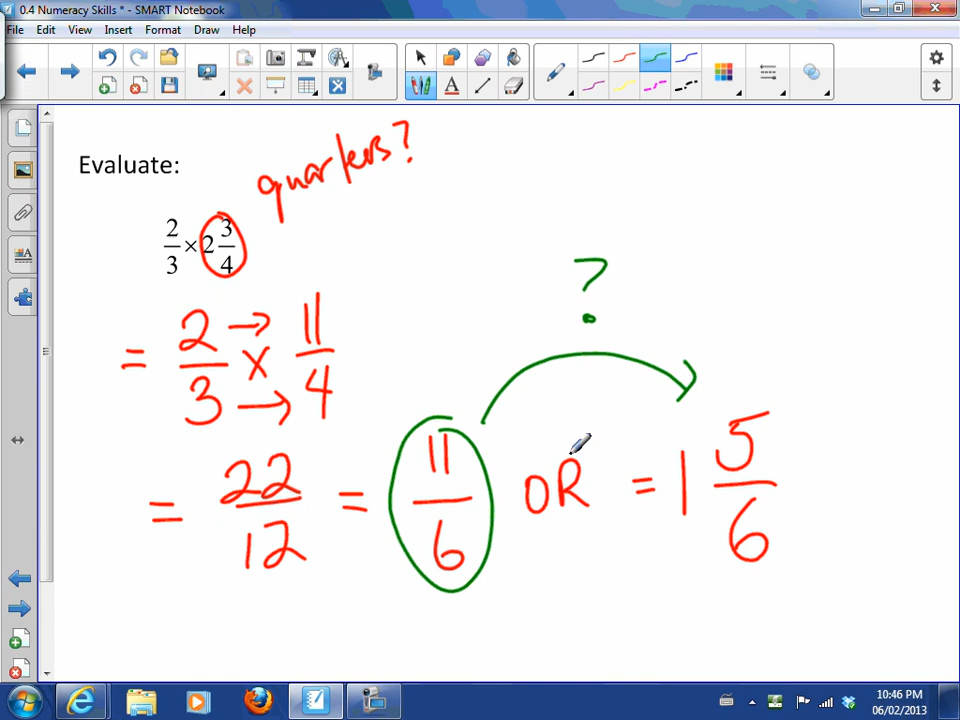 0.4 Numeracy Skills * - SMART Notebook
File Edit View Insert Format Draw Help
Evaluate:
quarters?
2/3 × 2 3/4
= 2/3 × 11/4
?
= 22/12 = 11/6 OR = 1 5/6
10:46 PM
06/02/2013